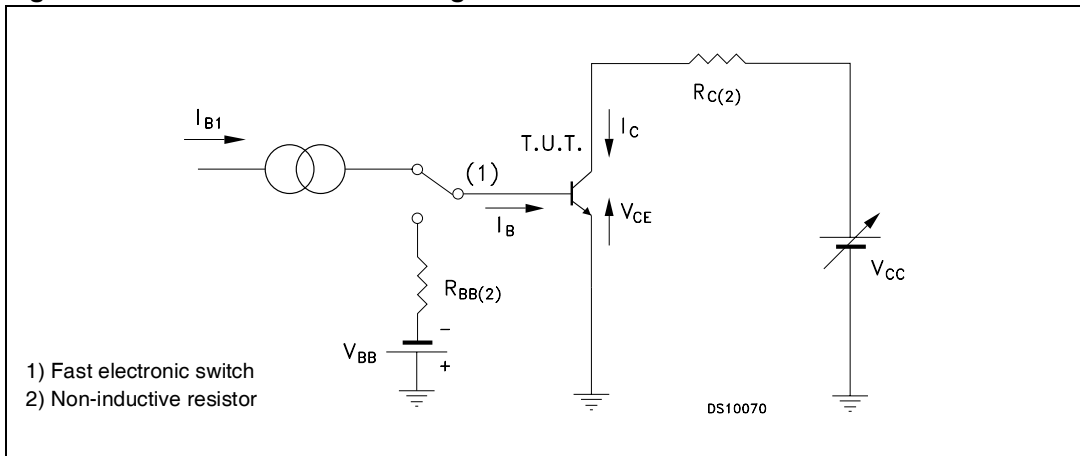 I_B1
R_C(2)
T.U.T.
I_C
(1)
I_B
V_CE
R_BB(2)
V_CC
V_BB
−
+
1) Fast electronic switch
2) Non-inductive resistor
DS10070